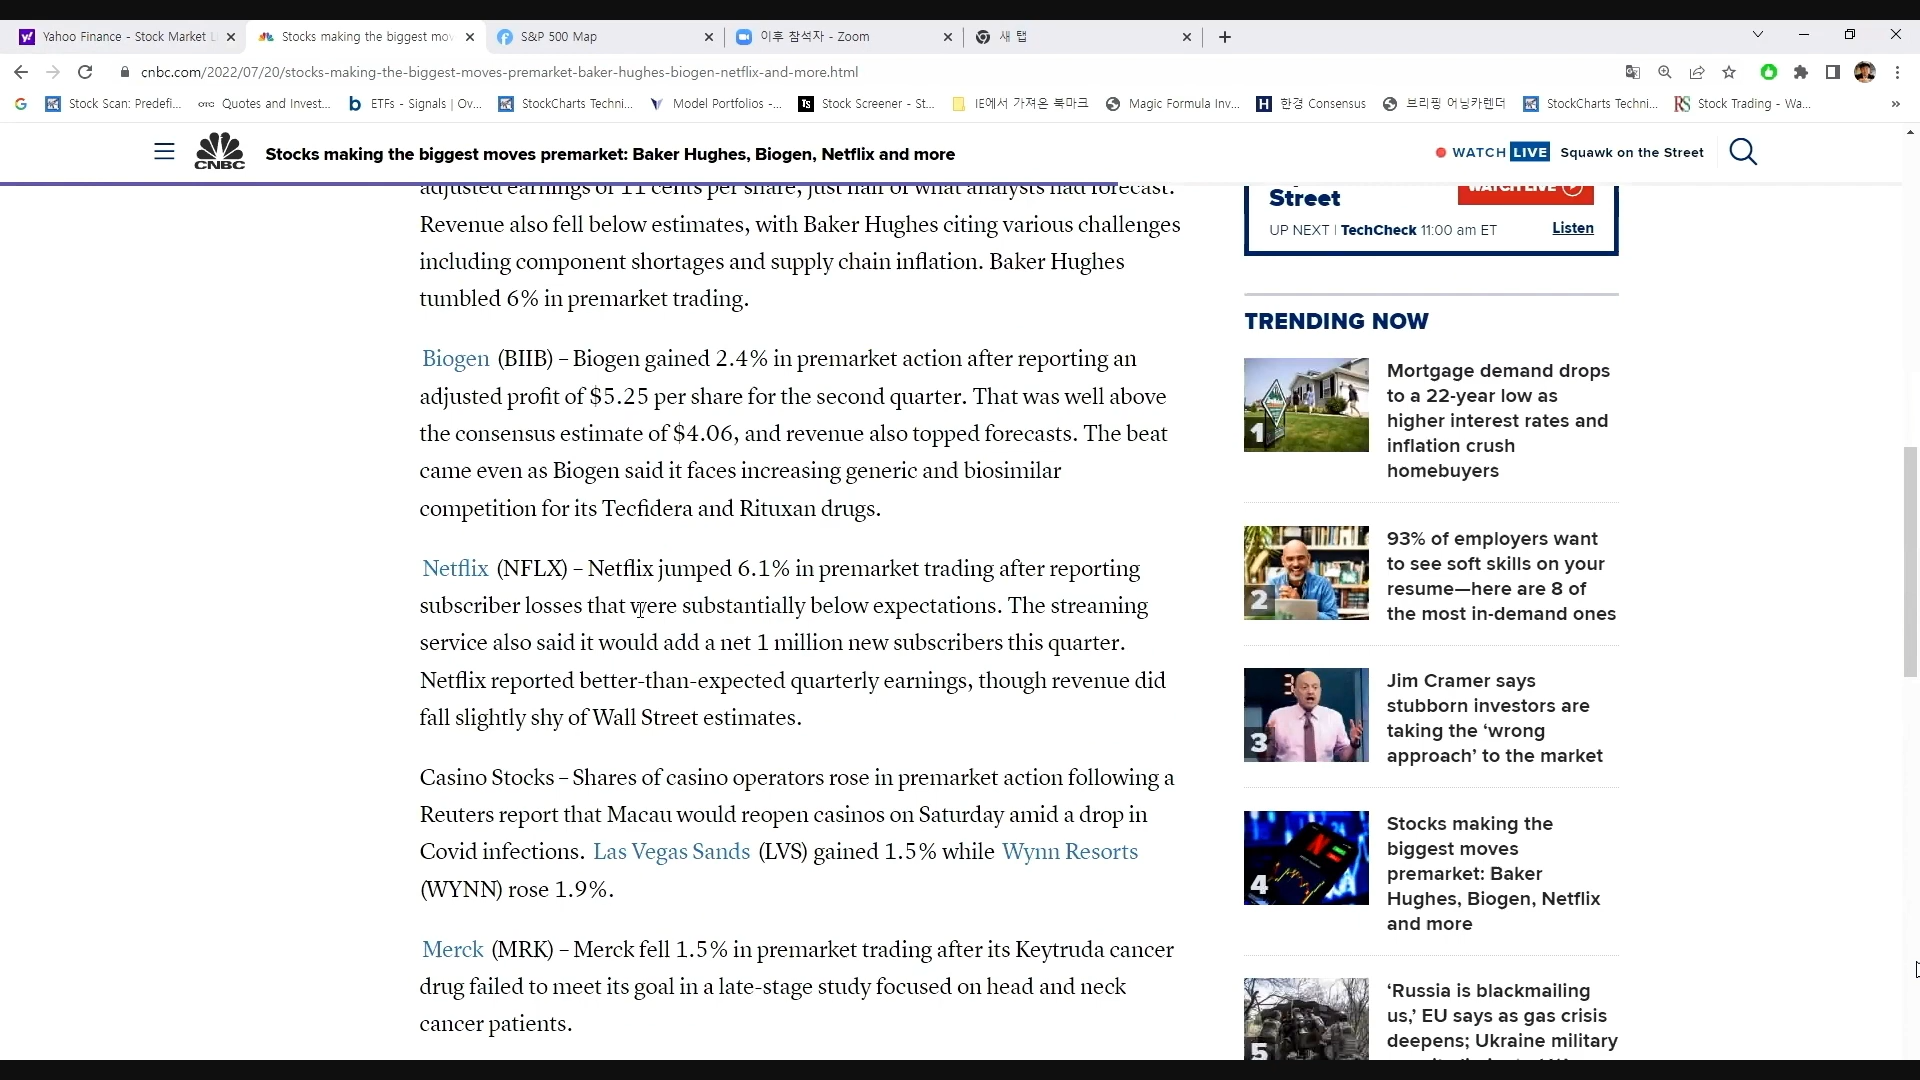 Yahoo Finance - Stock Market L
Stocks making the biggest mov
S&P 500 Map
이후 참석자 - Zoom
새 탭
cnbc.com/2022/07/20/stocks-making-the-biggest-moves-premarket-baker-hughes-biogen-netflix-and-more.html
Stock Scan: Predefi...
Quotes and Invest...
ETFs - Signals | Ov...
StockCharts Techni...
Model Portfolios -...
Stock Screener - St...
IE에서 가져온 북마크
Magic Formula Inv...
한경 Consensus
브리핑 어닝카렌더
StockCharts Techni...
Stock Trading - Wa...
CNBC
Stocks making the biggest moves premarket: Baker Hughes, Biogen, Netflix and more
WATCH LIVE Squawk on the Street
adjusted earnings of 11 cents per share, just half of what analysts had forecast.
Revenue also fell below estimates, with Baker Hughes citing various challenges
including component shortages and supply chain inflation. Baker Hughes
tumbled 6% in premarket trading.
Biogen (BIIB) – Biogen gained 2.4% in premarket action after reporting an
adjusted profit of $5.25 per share for the second quarter. That was well above
the consensus estimate of $4.06, and revenue also topped forecasts. The beat
came even as Biogen said it faces increasing generic and biosimilar
competition for its Tecfidera and Rituxan drugs.
Netflix (NFLX) – Netflix jumped 6.1% in premarket trading after reporting
subscriber losses that were substantially below expectations. The streaming
service also said it would add a net 1 million new subscribers this quarter.
Netflix reported better-than-expected quarterly earnings, though revenue did
fall slightly shy of Wall Street estimates.
Casino Stocks – Shares of casino operators rose in premarket action following a
Reuters report that Macau would reopen casinos on Saturday amid a drop in
Covid infections. Las Vegas Sands (LVS) gained 1.5% while Wynn Resorts
(WYNN) rose 1.9%.
Merck (MRK) – Merck fell 1.5% in premarket trading after its Keytruda cancer
drug failed to meet its goal in a late-stage study focused on head and neck
cancer patients.
Street
WATCH LIVE
UP NEXT | TechCheck 11:00 am ET
Listen
TRENDING NOW
1
Mortgage demand drops
to a 22-year low as
higher interest rates and
inflation crush
homebuyers
2
93% of employers want
to see soft skills on your
resume—here are 8 of
the most in-demand ones
3
Jim Cramer says
stubborn investors are
taking the ‘wrong
approach’ to the market
4
Stocks making the
biggest moves
premarket: Baker
Hughes, Biogen, Netflix
and more
5
‘Russia is blackmailing
us,’ EU says as gas crisis
deepens; Ukraine military